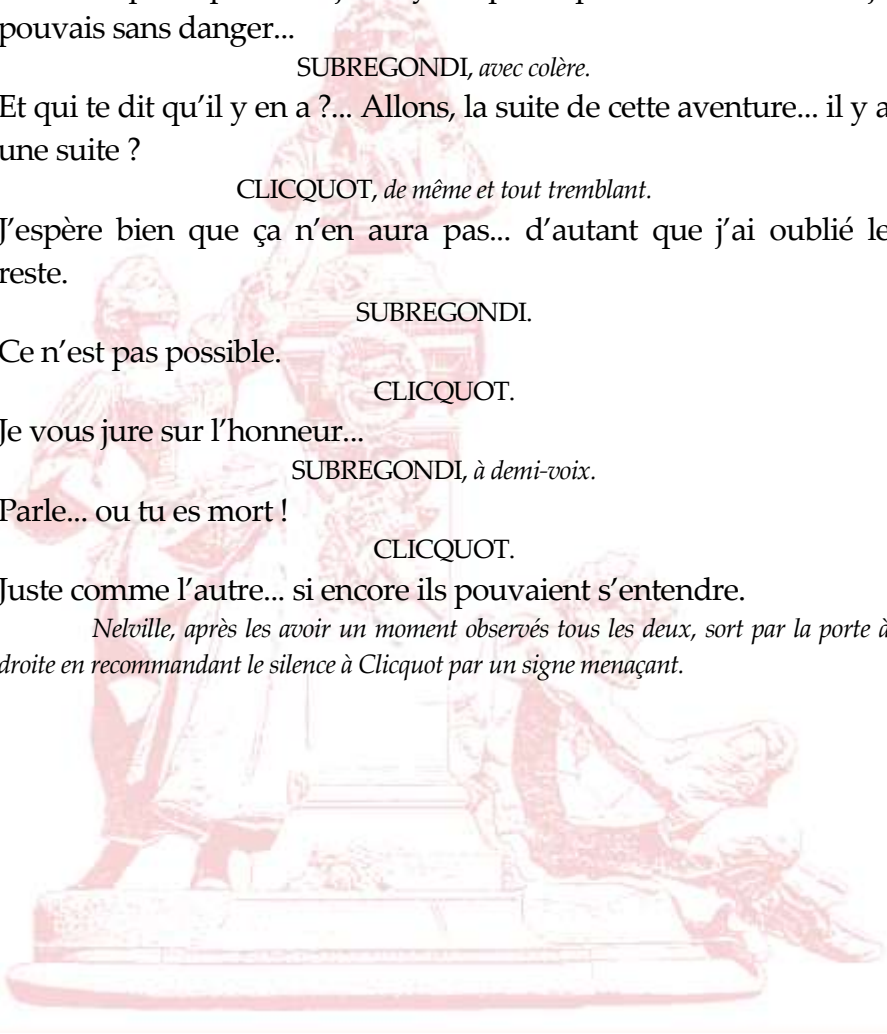 pouvais sans danger...
SUBREGONDI, avec colère.
Et qui te dit qu’il y en a ?... Allons, la suite de cette aventure... il y a
une suite ?
CLICQUOT, de même et tout tremblant.
J’espère bien que ça n’en aura pas... d’autant que j’ai oublié le
reste.
SUBREGONDI.
Ce n’est pas possible.
CLICQUOT.
Je vous jure sur l’honneur...
SUBREGONDI, à demi-voix.
Parle... ou tu es mort !
CLICQUOT.
Juste comme l’autre... si encore ils pouvaient s’entendre.
Nelville, après les avoir un moment observés tous les deux, sort par la porte à
droite en recommandant le silence à Clicquot par un signe menaçant.